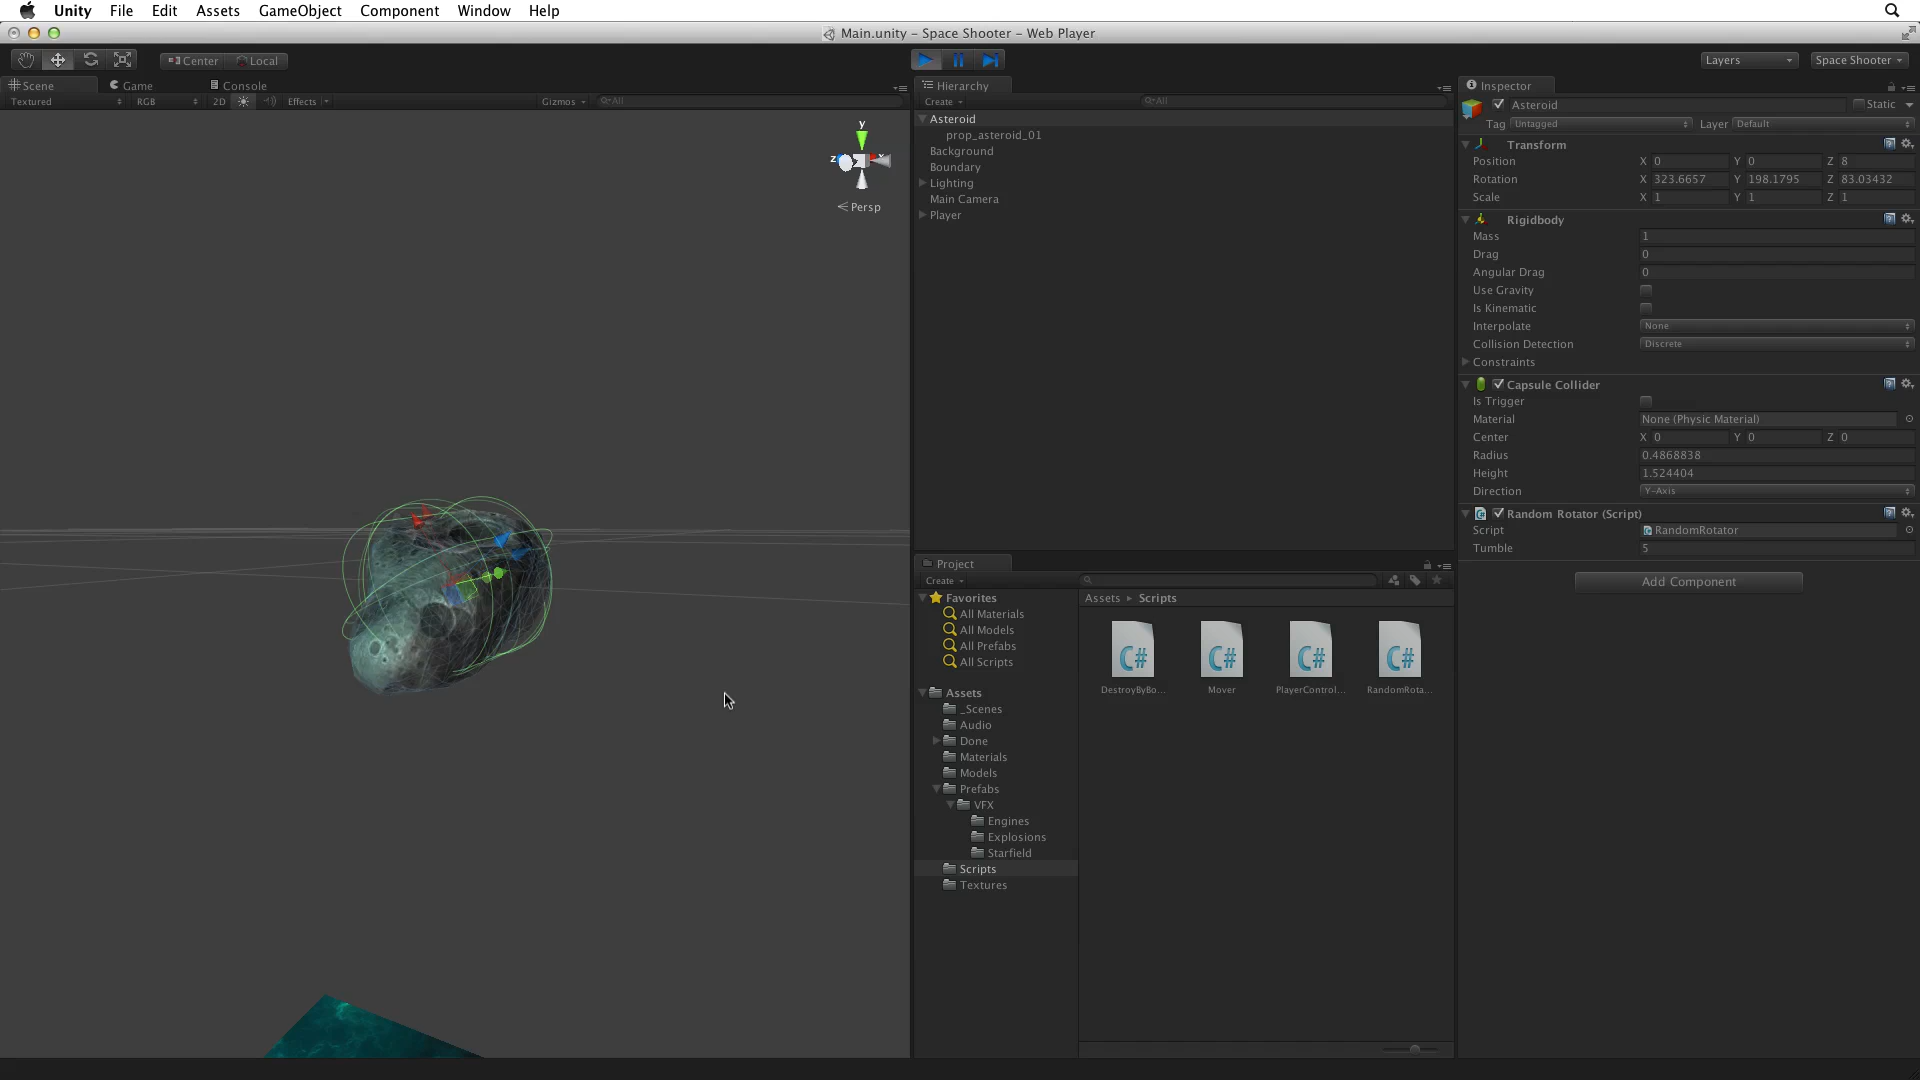 Unity File Edit Assets GameObject Component Window Help
Main.unity – Space Shooter – Web Player
Center Local
Layers
Space Shooter
Scene Game Console
Textured RGB 2D Effects Gizmos All
y
z x
Persp
Hierarchy
Create All
Asteroid
prop_asteroid_01
Background
Boundary
Lighting
Main Camera
Player
Project
Create
Favorites
All Materials
All Models
All Prefabs
All Scripts
Assets
_Scenes
Audio
Done
Materials
Models
Prefabs
VFX
Engines
Explosions
Starfield
Scripts
Textures
Assets Scripts
C# C# C# C#
DestroyByBo... Mover PlayerControl... RandomRota...
Inspector
Asteroid Static
Tag Untagged Layer Default
Transform
Position X 0 Y 0 Z 8
Rotation X 323.6657 Y 198.1795 Z 83.03432
Scale X 1 Y 1 Z 1
Rigidbody
Mass 1
Drag 0
Angular Drag 0
Use Gravity
Is Kinematic
Interpolate None
Collision Detection Discrete
Constraints
Capsule Collider
Is Trigger
Material None (Physic Material)
Center X 0 Y 0 Z 0
Radius 0.4868838
Height 1.524404
Direction Y-Axis
Random Rotator (Script)
Script RandomRotator
Tumble 5
Add Component